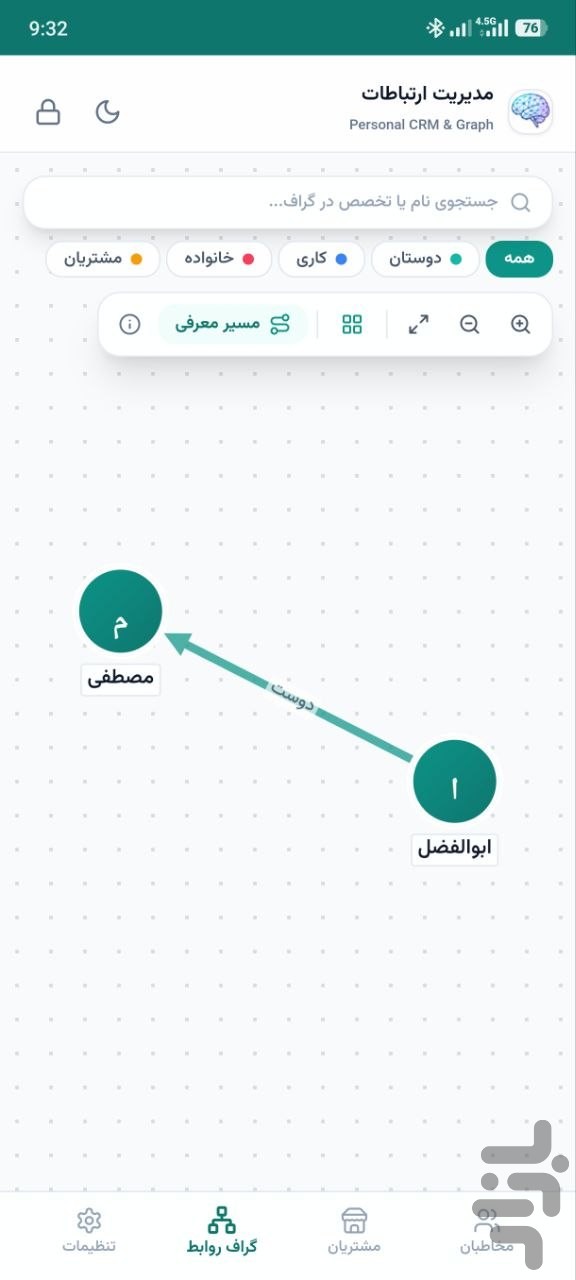 9:32
4.5G
76
مدیریت ارتباطات
Personal CRM & Graph
جستجوی نام یا تخصص در گراف...
همه دوستان کاری خانواده مشتریان
مسیر معرفی
م
مصطفی
دوست
ا
ابوالفضل
مخاطبان مشتریان گراف روابط تنظیمات
بازار